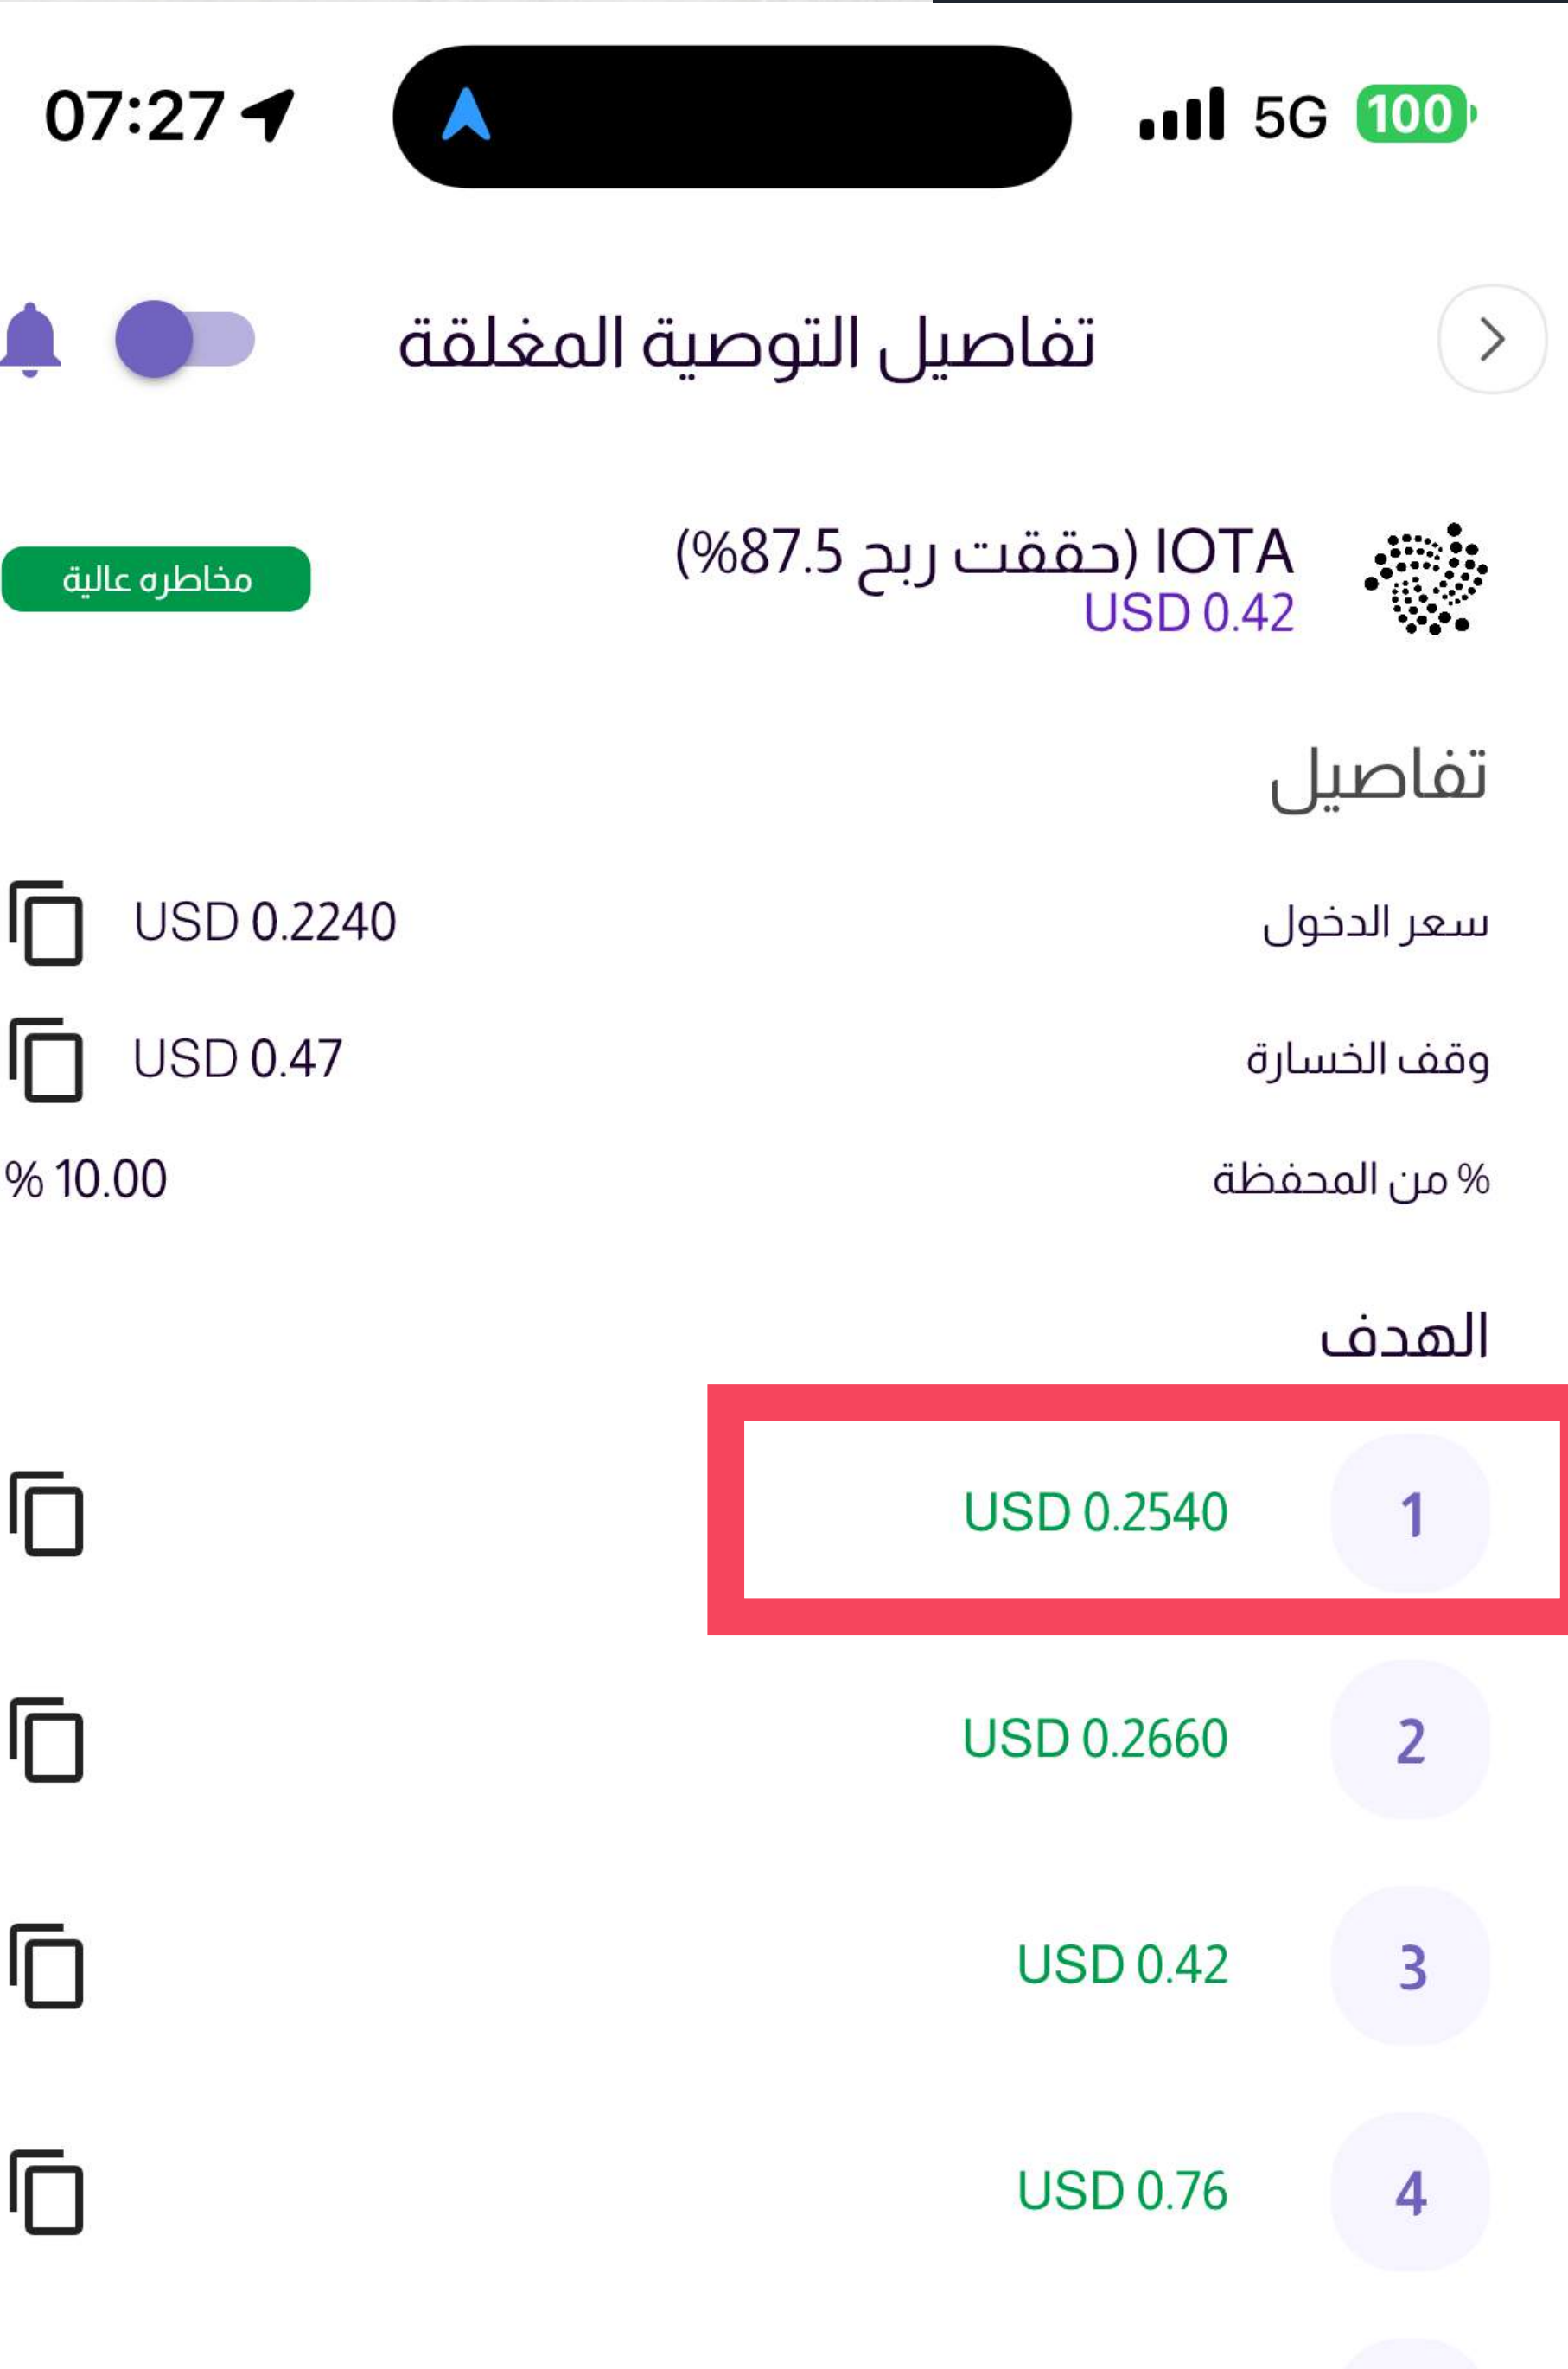 07:27 5G 100
تفاصيل التوصية المغلقة
IOTA (حققت ربح 87.5%)
USD 0.42
مخاطره عالية
تفاصيل
سعر الدخول USD 0.2240
وقف الخسارة USD 0.47
% من المحفظة % 10.00
الهدف
1 USD 0.2540
2 USD 0.2660
3 USD 0.42
4 USD 0.76